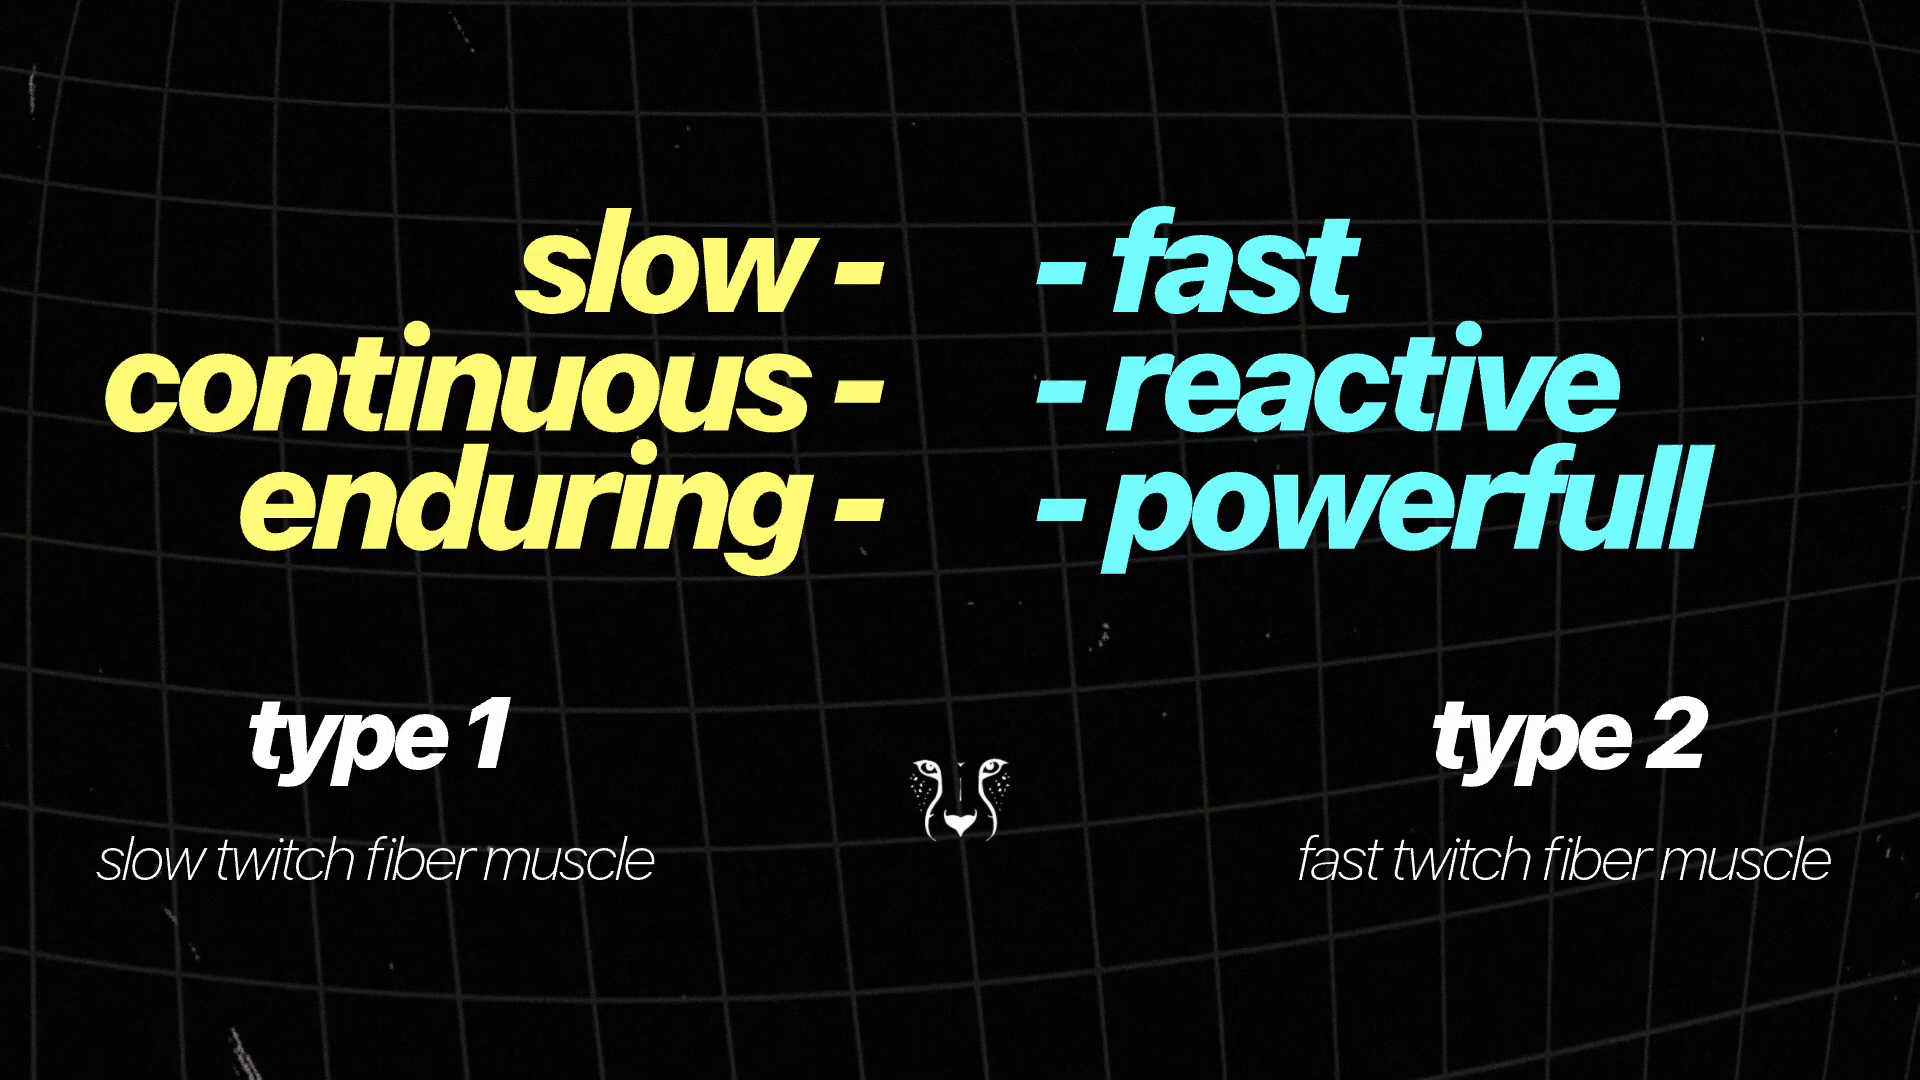 slow -
continuous -
enduring -
- fast
- reactive
- powerfull
type 1
slow twitch fiber muscle
type 2
fast twitch fiber muscle